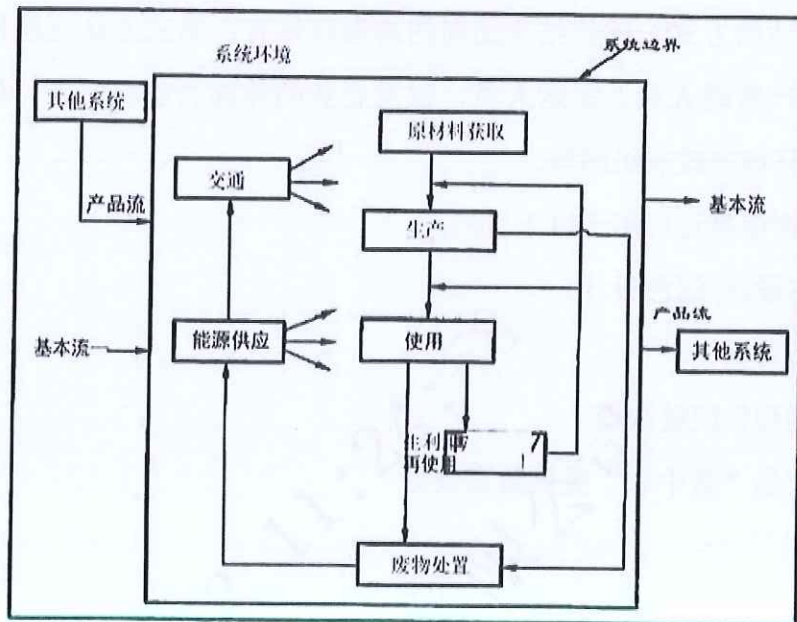 系统环境
系统边界
其他系统
原材料获取
交通
产品流
基本流
生产
产品流
能源供应
使用
基本流
其他系统
再使用
废物处置